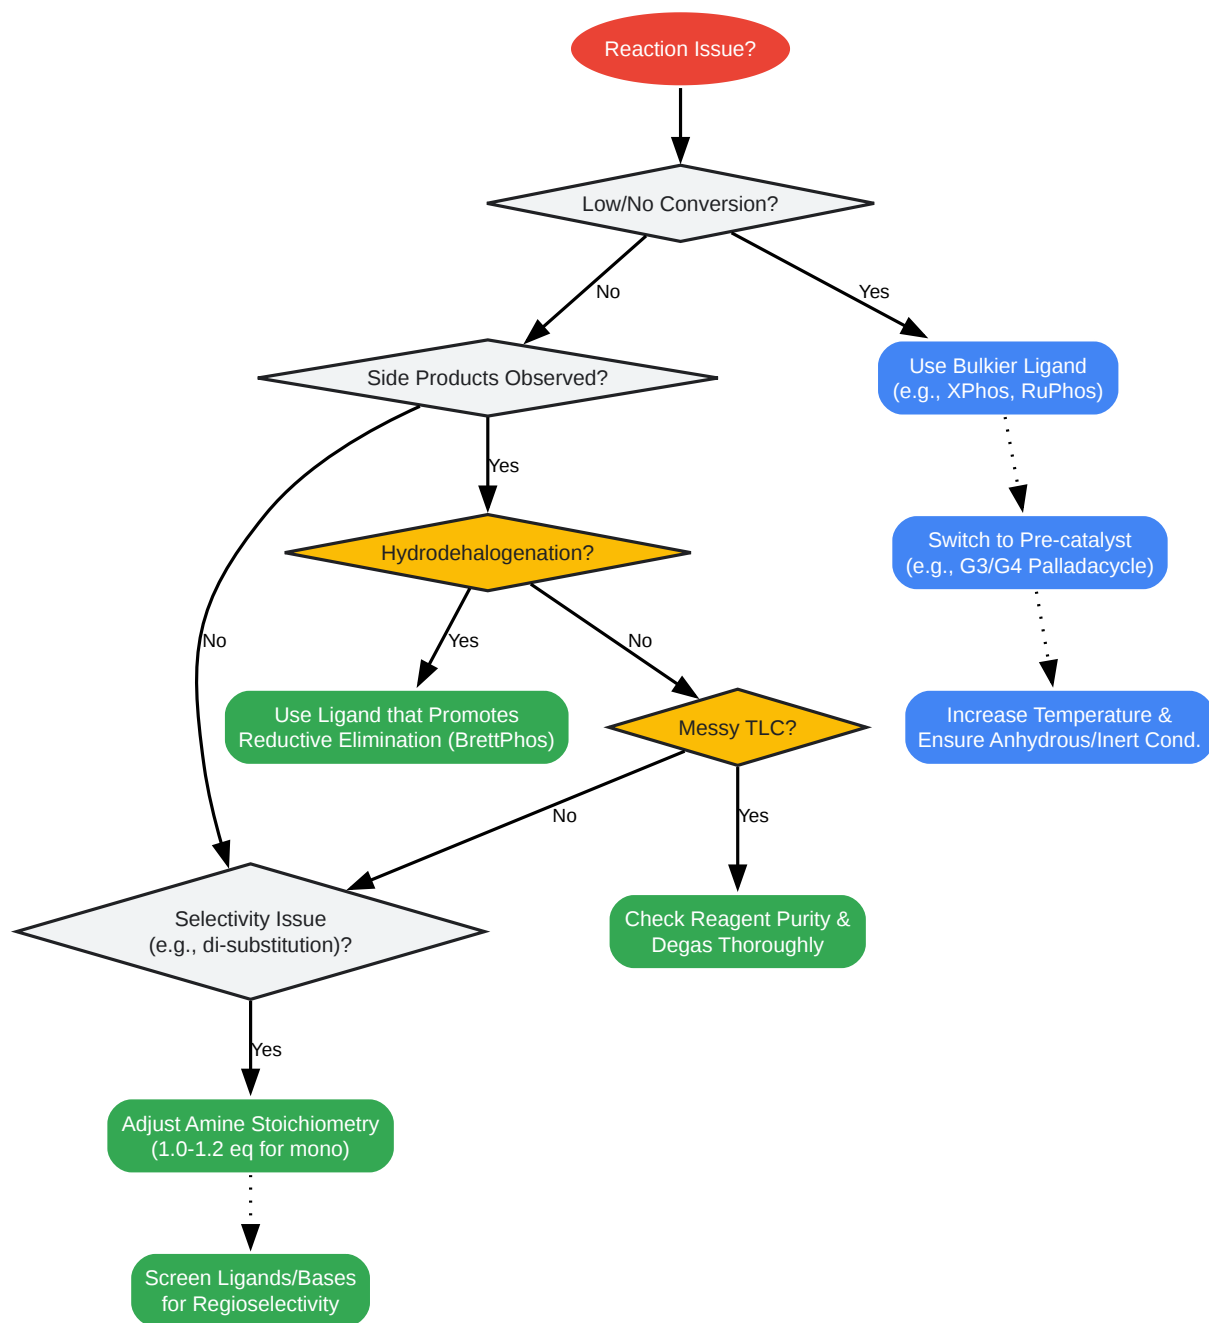 Reaction Issue?
Low/No Conversion?
No
Yes
Side Products Observed?
Use Bulkier Ligand
(e.g., XPhos, RuPhos)
Yes
Hydrodehalogenation?
Switch to Pre-catalyst
(e.g., G3/G4 Palladacycle)
No
Yes
No
Use Ligand that Promotes
Reductive Elimination (BrettPhos)
Messy TLC?
Increase Temperature &
Ensure Anhydrous/Inert Cond.
No
Yes
Selectivity Issue
(e.g., di-substitution)?
Check Reagent Purity &
Degas Thoroughly
Yes
Adjust Amine Stoichiometry
(1.0-1.2 eq for mono)
Screen Ligands/Bases
for Regioselectivity